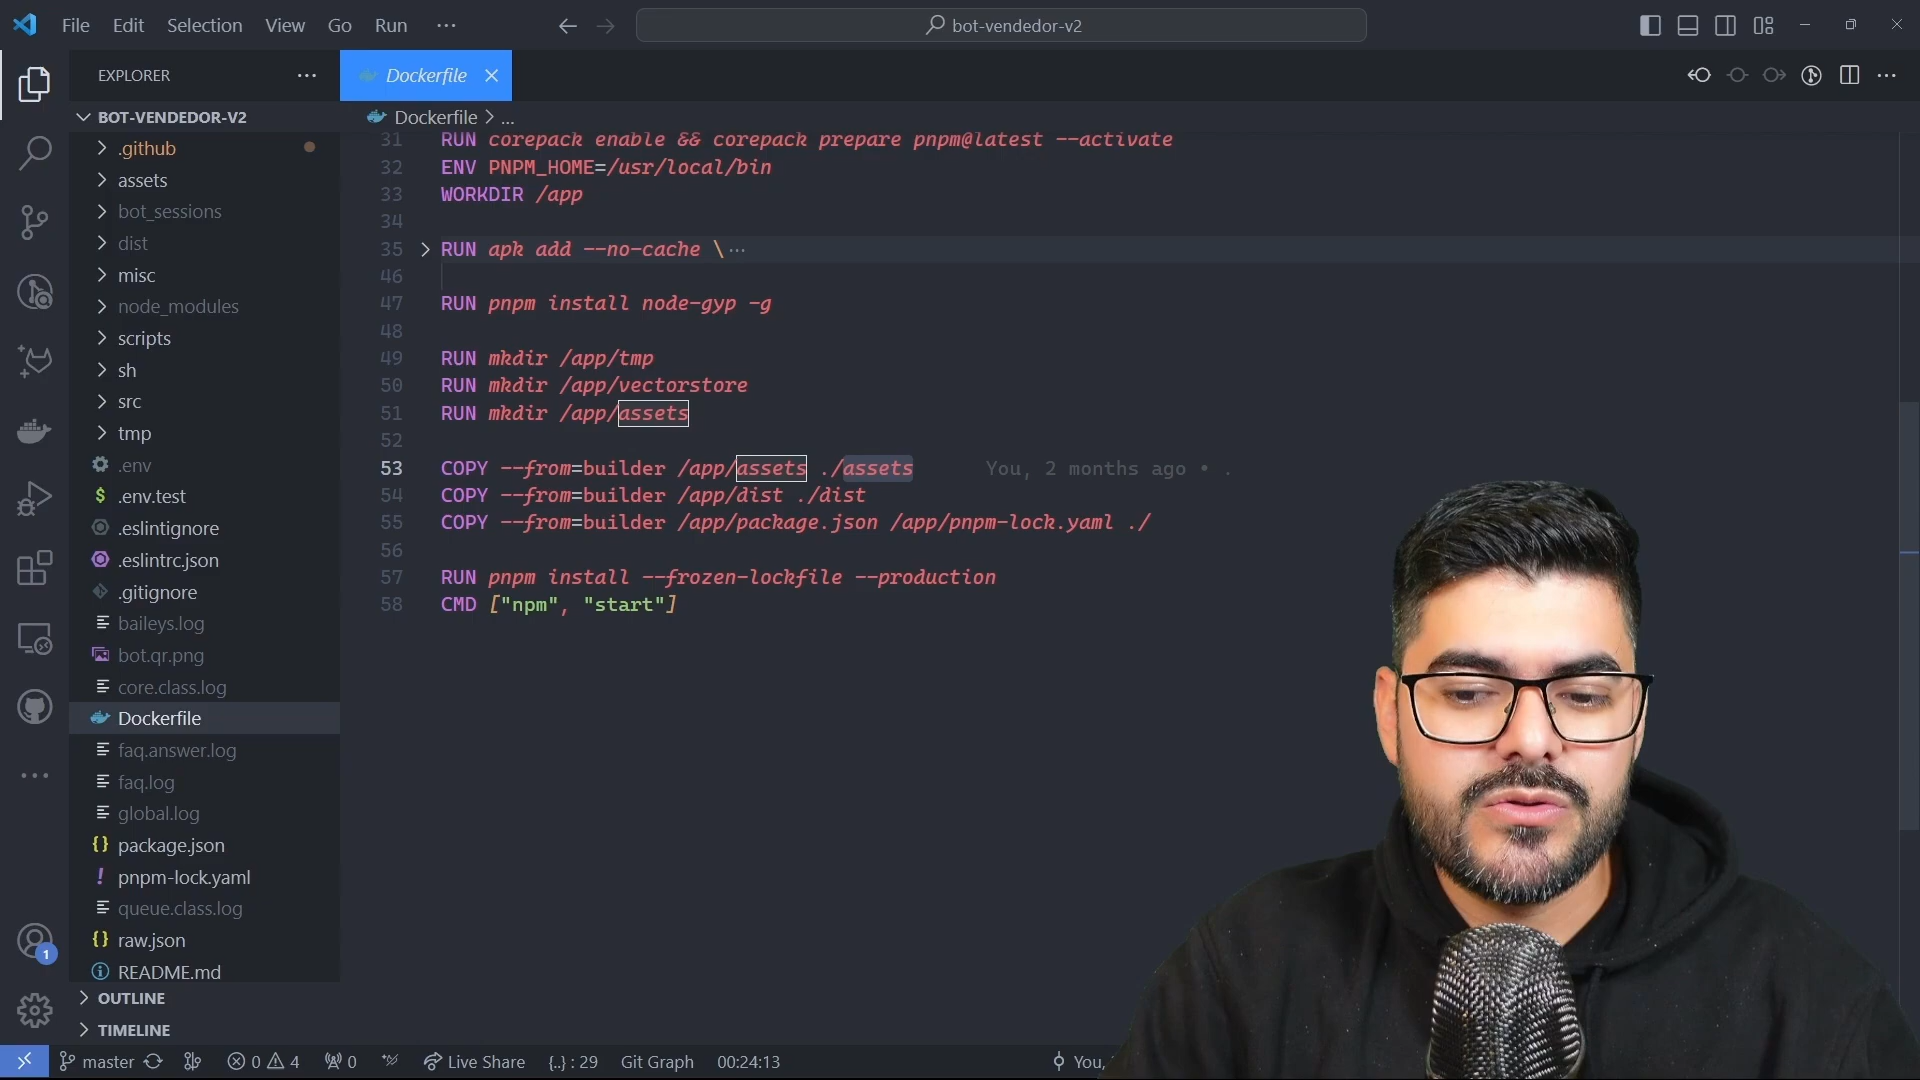 File Edit Selection View Go Run ···
bot-vendedor-v2
EXPLORER
Dockerfile
BOT-VENDEDOR-V2
Dockerfile > ...
.github
assets
bot_sessions
dist
misc
node_modules
scripts
sh
src
tmp
.env
.env.test
.eslintignore
.eslintrc.json
.gitignore
baileys.log
bot.qr.png
core.class.log
Dockerfile
faq.answer.log
faq.log
global.log
package.json
pnpm-lock.yaml
queue.class.log
raw.json
README.md
OUTLINE
TIMELINE
31 RUN corepack enable && corepack prepare pnpm@latest --activate
32 ENV PNPM_HOME=/usr/local/bin
33 WORKDIR /app
34
35 RUN apk add --no-cache \ ···
46
47 RUN pnpm install node-gyp -g
48
49 RUN mkdir /app/tmp
50 RUN mkdir /app/vectorstore
51 RUN mkdir /app/assets
52
53 COPY --from=builder /app/assets ./assets You, 2 months ago • .
54 COPY --from=builder /app/dist ./dist
55 COPY --from=builder /app/package.json /app/pnpm-lock.yaml ./
56
57 RUN pnpm install --frozen-lockfile --production
58 CMD ["npm", "start"]
1
master 0 4 0 Live Share {..} : 29 Git Graph 00:24:13 You,